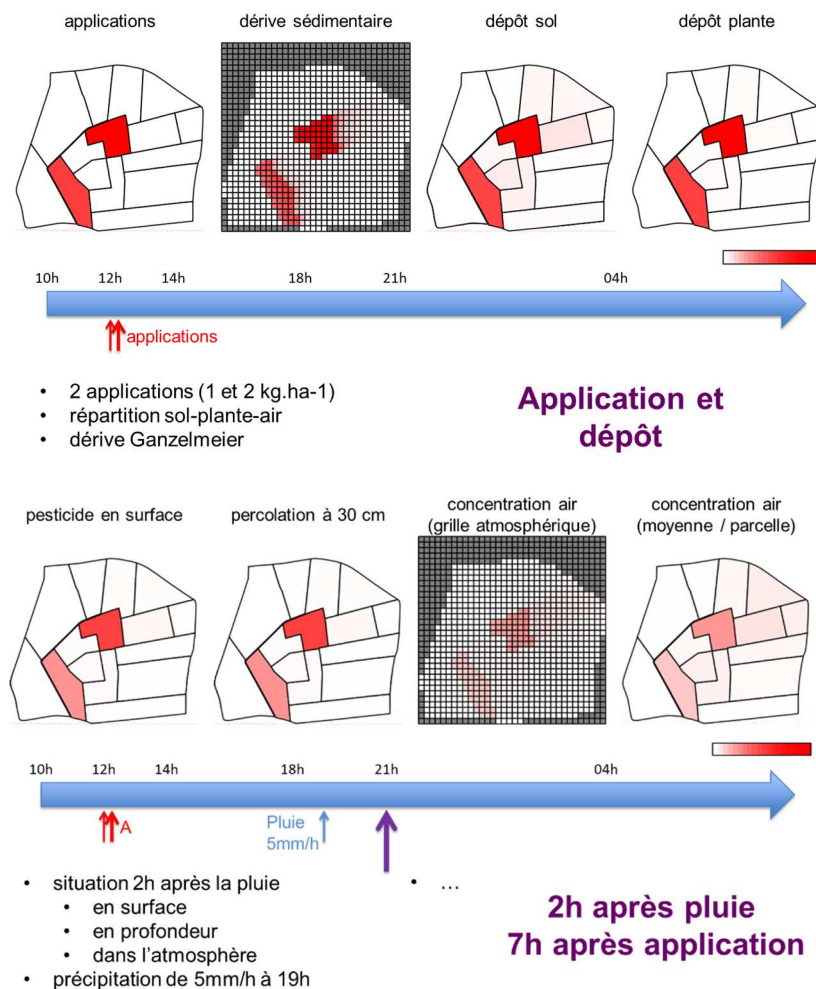 applications
dérive sédimentaire
dépôt sol
dépôt plante
10h
12h
14h
18h
21h
04h
applications
• 2 applications (1 et 2 kg.ha-1)
• répartition sol-plante-air
• dérive Ganzelmeier
Application et
dépôt
pesticide en surface
percolation à 30 cm
concentration air
(grille atmosphérique)
concentration air
(moyenne / parcelle)
10h
12h
14h
18h
21h
04h
A
Pluie
5mm/h
• situation 2h après la pluie
• en surface
• en profondeur
• dans l'atmosphère
• précipitation de 5mm/h à 19h
• …
2h après pluie
7h après application